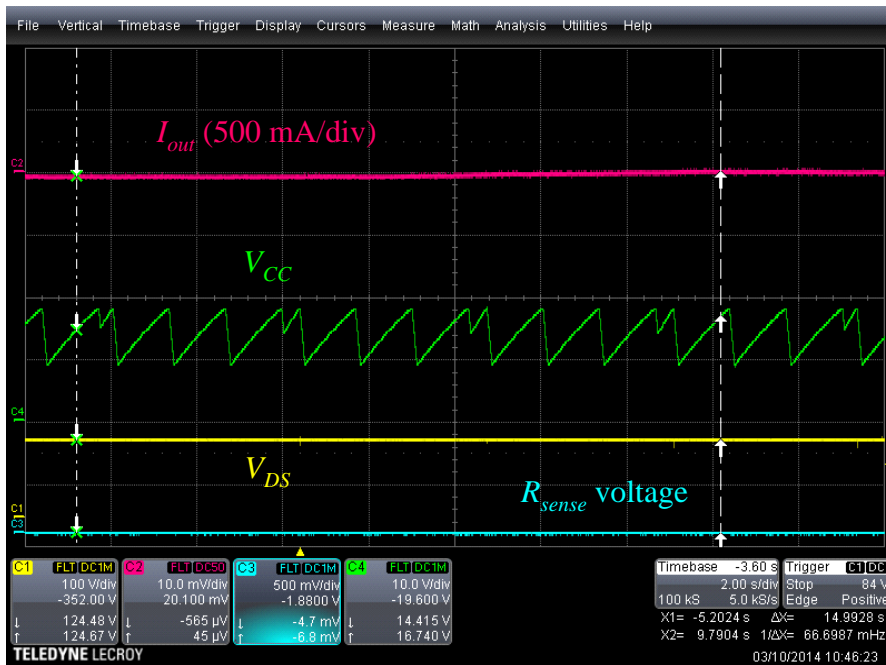 File Vertical Timebase Trigger Display Cursors Measure Math Analysis Utilities Help
Iout (500 mA/div)
C2
VCC
C4
VDS
Rsense voltage
C1
C3
C1 FLT DC1M
100 V/div
-352.00 V
↓ 124.48 V
↑ 124.67 V
C2 FLT DC50
10.0 mV/div
20.100 mV
↓ -565 µV
↑ 45 µV
C3 FLT DC1M
500 mV/div
-1.8800 V
↓ -4.7 mV
↑ -6.8 mV
C4 FLT DC1M
10.0 V/div
-19.600 V
↓ 14.415 V
↑ 16.740 V
Timebase -3.60 s
2.00 s/div
100 kS 5.0 kS/s
Trigger C1 DC
Stop 84 V
Edge Positive
X1= -5.2024 s ΔX= 14.9928 s
X2= 9.7904 s 1/ΔX= 66.6987 mHz
TELEDYNE LECROY
03/10/2014 10:46:23